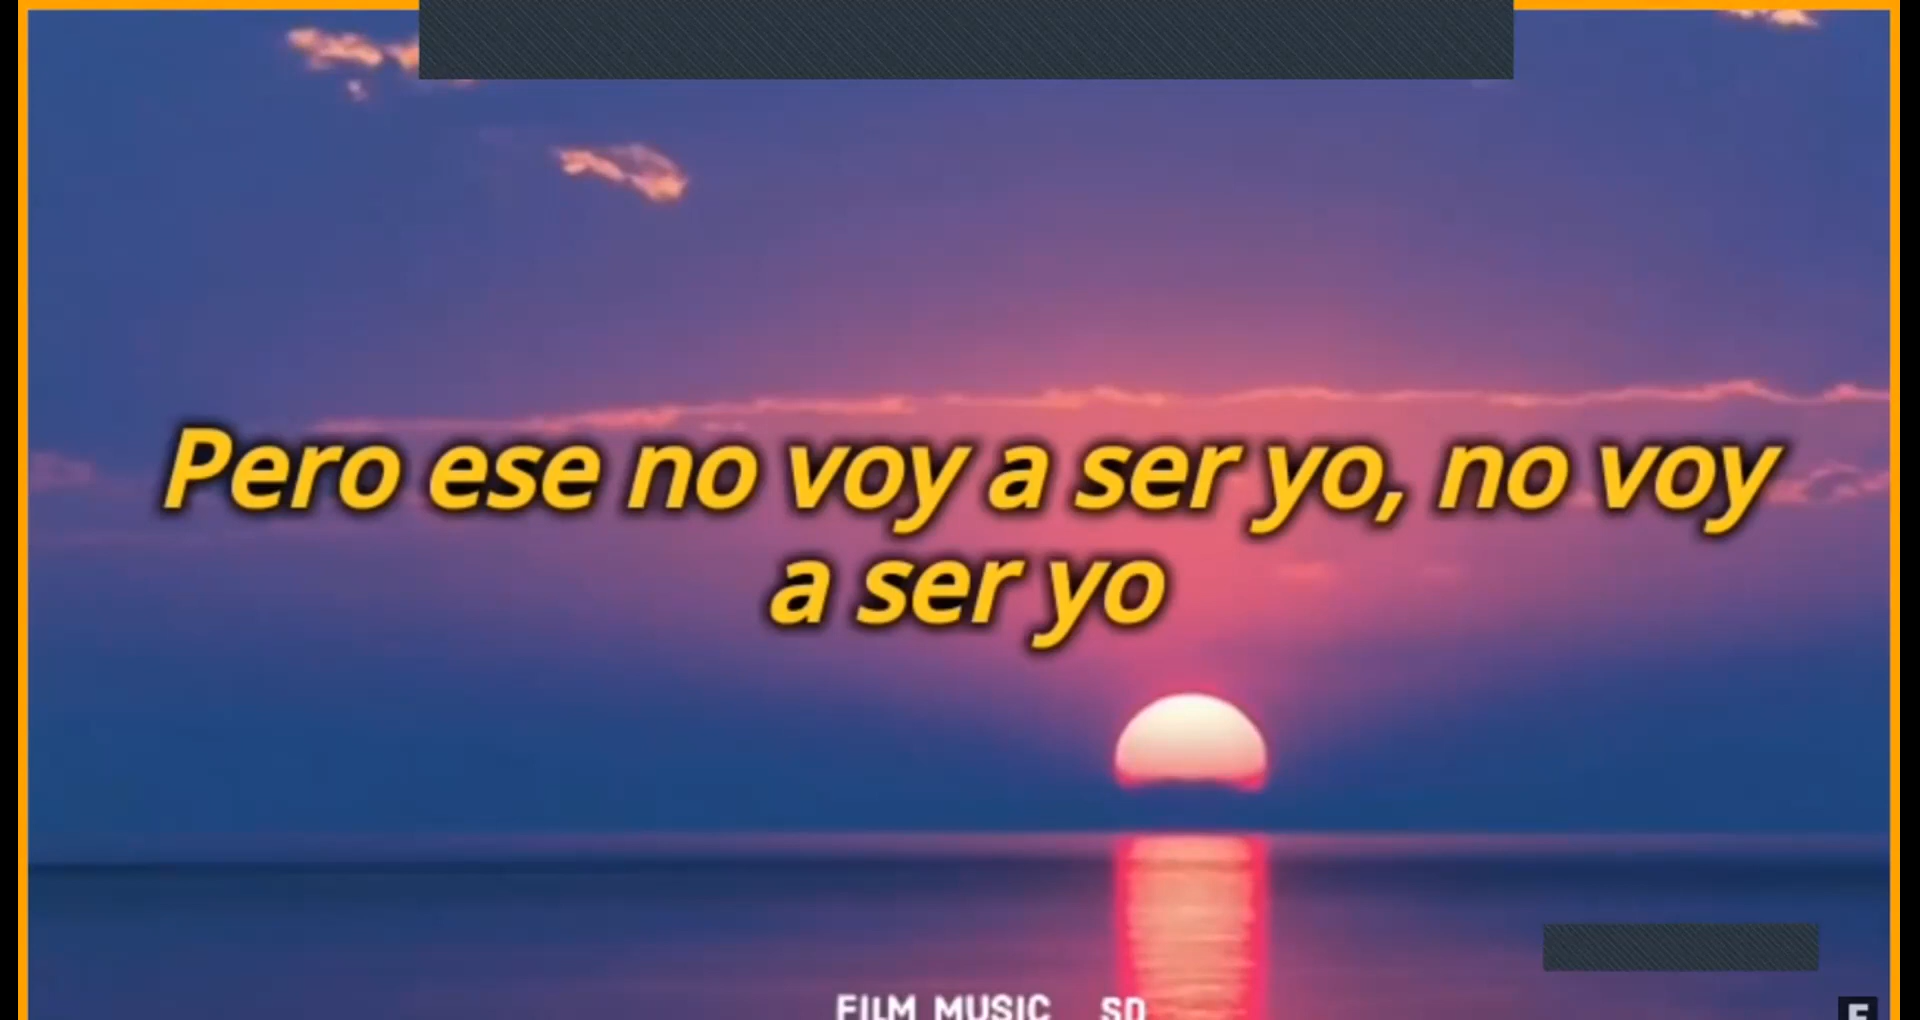 Pero ese no voy a ser yo, no voy
a ser yo
FILM MUSIC SD
F